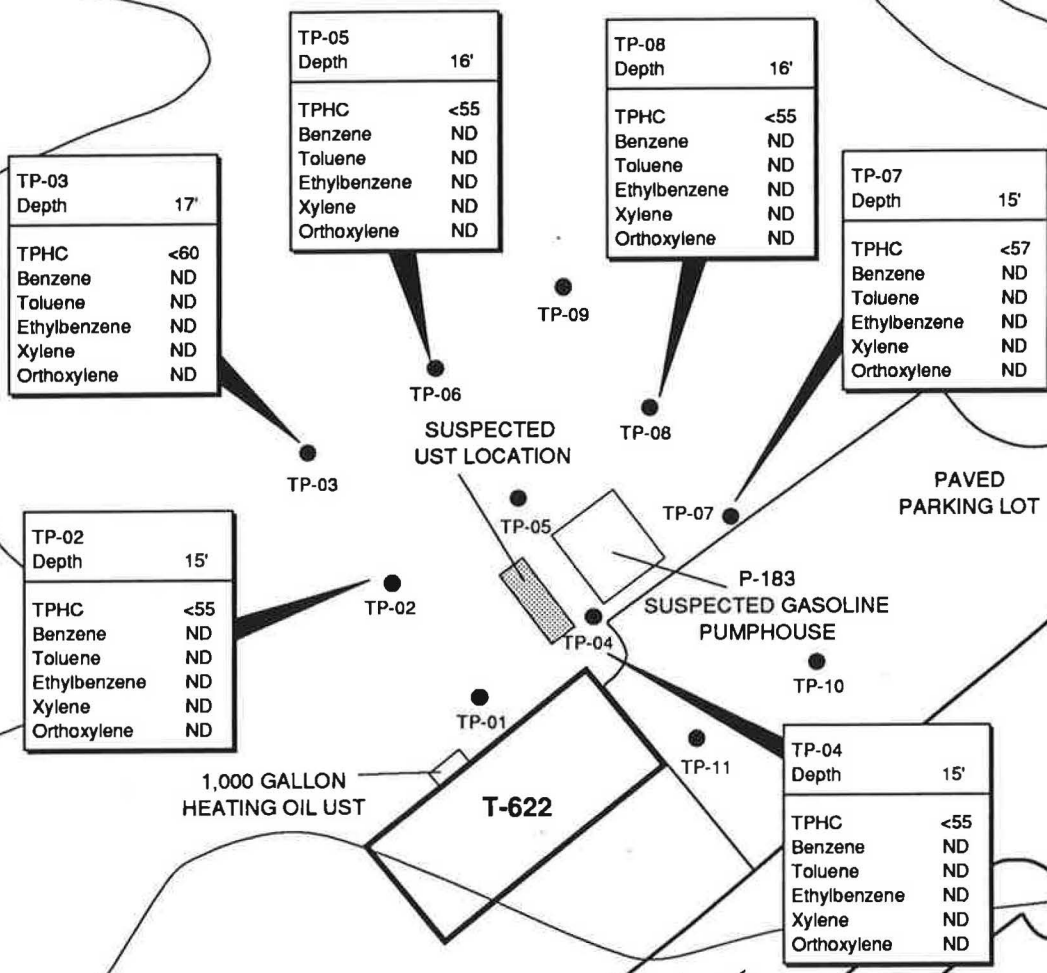 TP-05
Depth 16'
TPHC <55
Benzene ND
Toluene ND
Ethylbenzene ND
Xylene ND
Orthoxylene ND
TP-08
Depth 16'
TPHC <55
Benzene ND
Toluene ND
Ethylbenzene ND
Xylene ND
Orthoxylene ND
TP-03
Depth 17'
TPHC <60
Benzene ND
Toluene ND
Ethylbenzene ND
Xylene ND
Orthoxylene ND
TP-07
Depth 15'
TPHC <57
Benzene ND
Toluene ND
Ethylbenzene ND
Xylene ND
Orthoxylene ND
TP-09
TP-06
TP-08
SUSPECTED
UST LOCATION
TP-03
PAVED
PARKING LOT
TP-05
TP-07
TP-02
Depth 15'
TPHC <55
Benzene ND
Toluene ND
Ethylbenzene ND
Xylene ND
Orthoxylene ND
TP-02
P-183
SUSPECTED GASOLINE
PUMPHOUSE
TP-04
TP-10
TP-01
TP-11
1,000 GALLON
HEATING OIL UST
T-622
TP-04
Depth 15'
TPHC <55
Benzene ND
Toluene ND
Ethylbenzene ND
Xylene ND
Orthoxylene ND